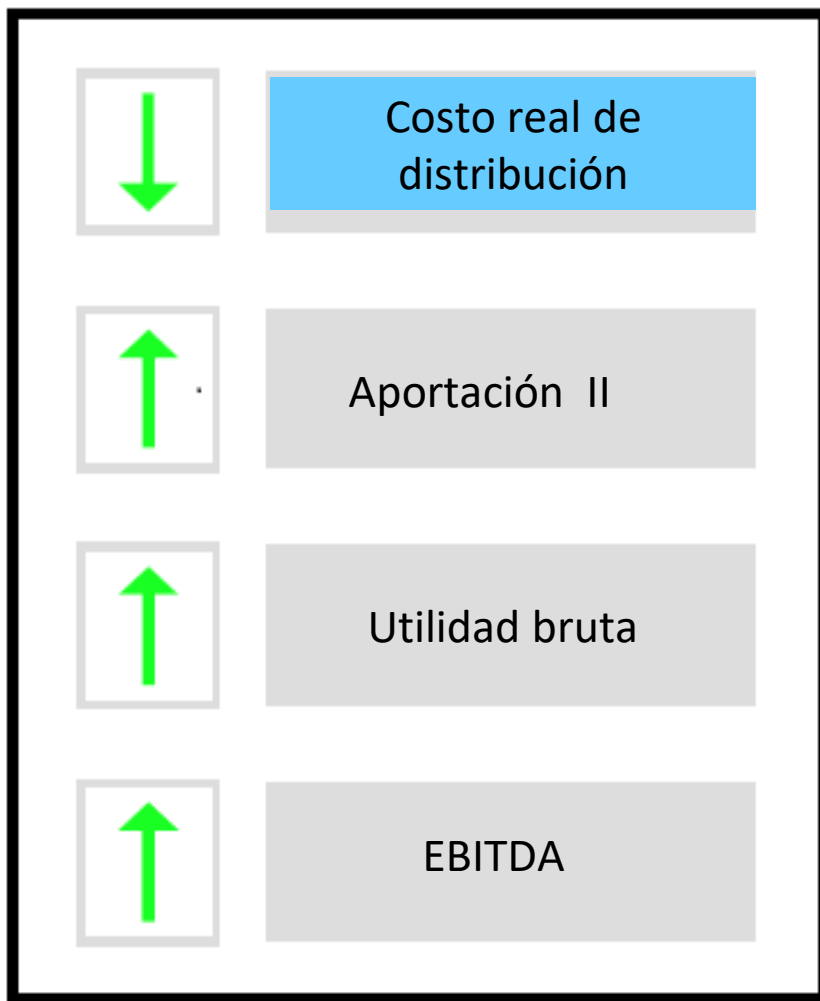 Costo real de
distribución
Aportación  II
Utilidad bruta
EBITDA